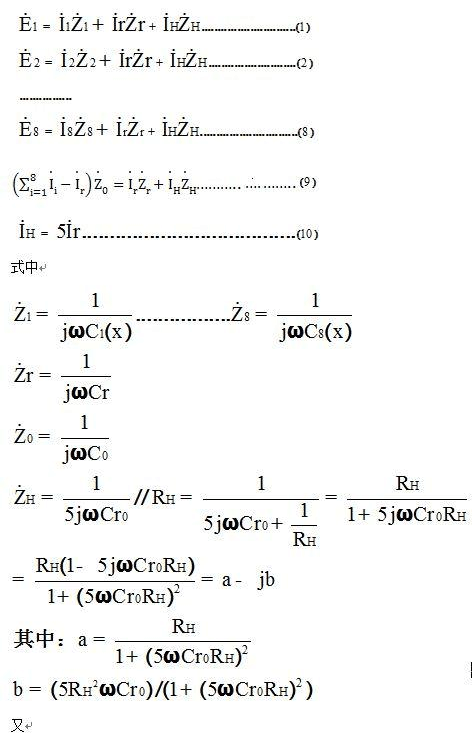 Ė₁ = İ₁Ż₁ + İrŻr + İHŻH..............................(1)
Ė₂ = İ₂Ż₂ + İrŻr + İHŻH............................(2)
................
Ė₈ = İ₈Ż₈ + İrŻr + İHŻH..............................(8)
(∑⁸ᵢ₌₁ İᵢ − İᵣ) Ż₀ = İᵣŻᵣ + İHŻH........... ........... (9)
İH = 5İr.......................................(10)
式中
Ż₁ = 1/(jωC₁(x)) ..................Ż₈ = 1/(jωC₈(x))
Żr = 1/(jωCr)
Ż₀ = 1/(jωC₀)
ŻH = 1/(5jωCr₀) // RH = 1/(5jωCr₀ + 1/RH) = RH/(1+ 5jωCr₀RH)
= RH(1- 5jωCr₀RH)/(1+ (5ωCr₀RH)²) = a - jb
其中：a = RH/(1+ (5ωCr₀RH)²)
b = (5RH²ωCr₀)/(1+ (5ωCr₀RH)²)
又